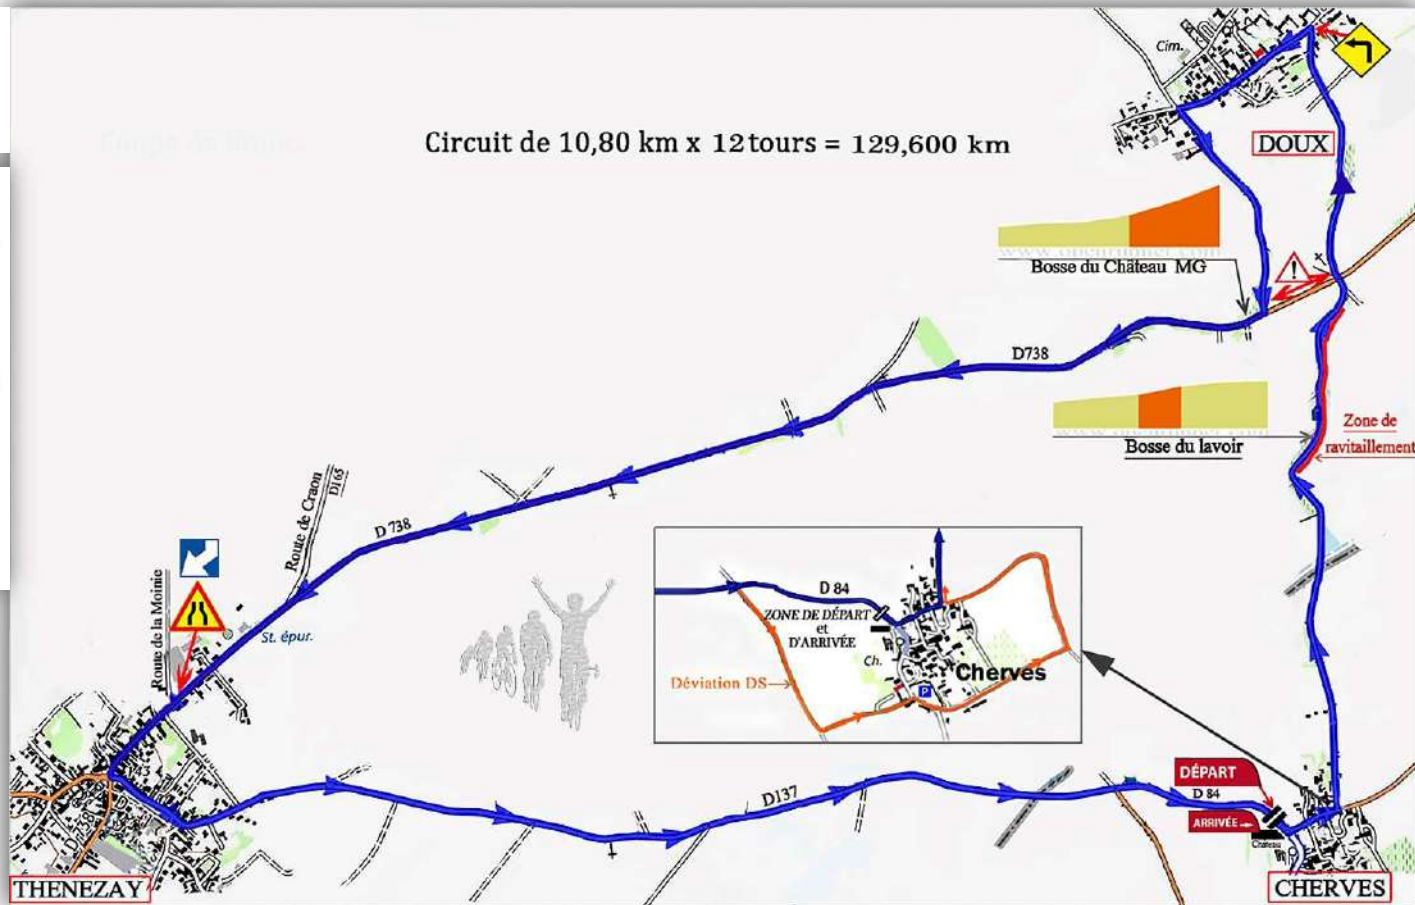 Cim.
Circuit de 10,80 km x 12 tours = 129,600 km
DOUX
Bosse du Château MG
D738
Bosse du lavoir
Zone de
ravitaillement
Route de Craon
D165
D 738
Route de la Moinie
St. épur.
D 84
ZONE DE DÉPART
et
D'ARRIVÉE
Ch.
Cherves
Déviation DS
P
D137
DÉPART
D 84
ARRIVÉE
Château
THENEZAY
CHERVES